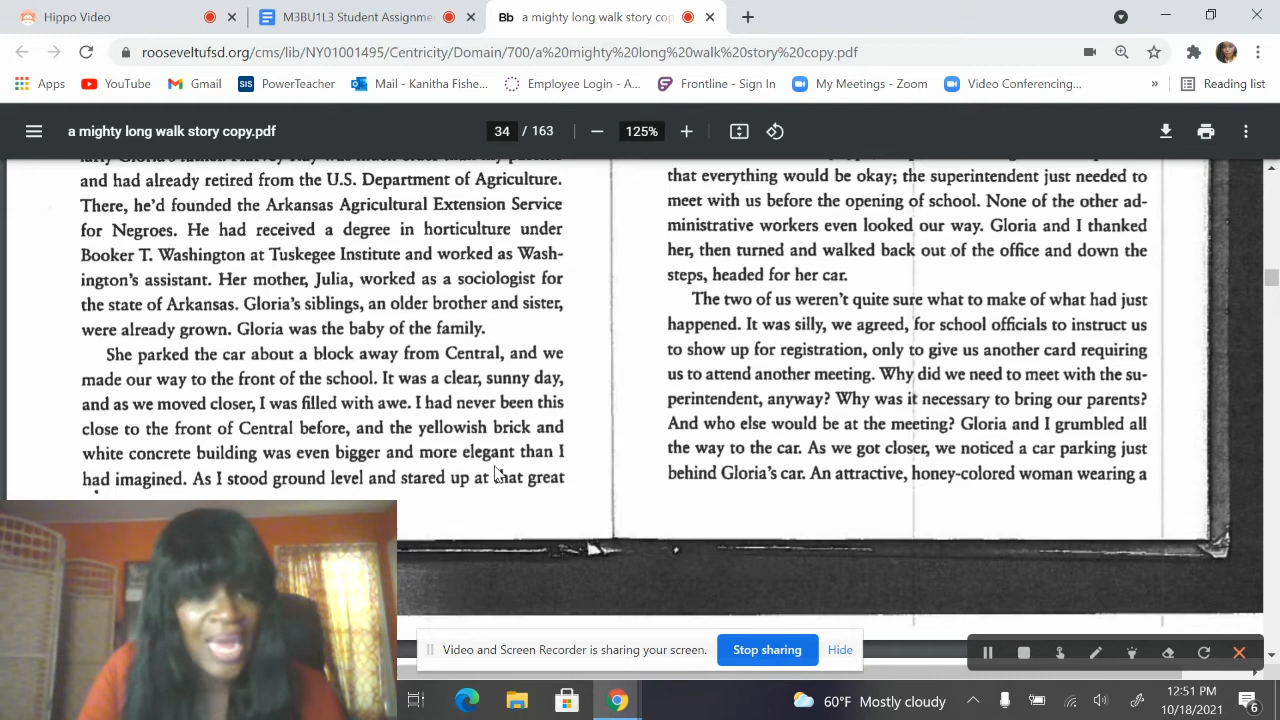 Hippo Video
M3BU1L3 Student Assignme
Bb a mighty long walk story cop
rooseveltufsd.org/cms/lib/NY01001495/Centricity/Domain/700/a%20mighty%20long%20walk%20story%20copy.pdf
Apps YouTube Gmail SIS PowerTeacher Mail - Kanitha Fishe... Employee Login - A... Frontline - Sign In My Meetings - Zoom Video Conferencing... » Reading list
a mighty long walk story copy.pdf 34 / 163 125%
and had already retired from the U.S. Department of Agriculture.
There, he'd founded the Arkansas Agricultural Extension Service
for Negroes. He had received a degree in horticulture under
Booker T. Washington at Tuskegee Institute and worked as Wash-
ington's assistant. Her mother, Julia, worked as a sociologist for
the state of Arkansas. Gloria's siblings, an older brother and sister,
were already grown. Gloria was the baby of the family.
She parked the car about a block away from Central, and we
made our way to the front of the school. It was a clear, sunny day,
and as we moved closer, I was filled with awe. I had never been this
close to the front of Central before, and the yellowish brick and
white concrete building was even bigger and more elegant than I
had imagined. As I stood ground level and stared up at that great
that everything would be okay; the superintendent just needed to
meet with us before the opening of school. None of the other ad-
ministrative workers even looked our way. Gloria and I thanked
her, then turned and walked back out of the office and down the
steps, headed for her car.
The two of us weren't quite sure what to make of what had just
happened. It was silly, we agreed, for school officials to instruct us
to show up for registration, only to give us another card requiring
us to attend another meeting. Why did we need to meet with the su-
perintendent, anyway? Why was it necessary to bring our parents?
And who else would be at the meeting? Gloria and I grumbled all
the way to the car. As we got closer, we noticed a car parking just
behind Gloria's car. An attractive, honey-colored woman wearing a
Video and Screen Recorder is sharing your screen. Stop sharing Hide
60°F Mostly cloudy
12:51 PM
10/18/2021
6